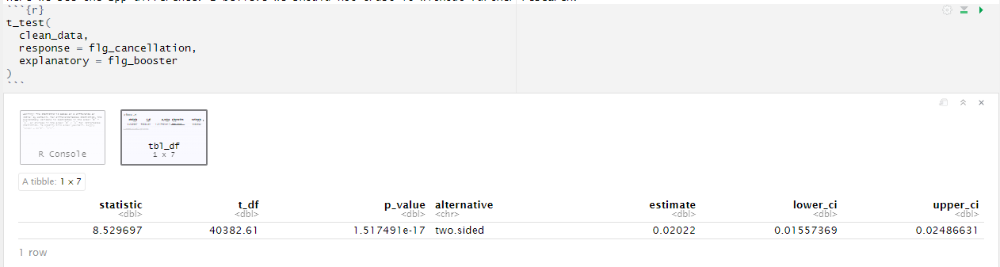 ```{r}
t_test(
clean_data,
response = flg_cancellation,
explanatory = flg_booster
)
```
R Console
tbl_df
1 x 7
A tibble: 1 × 7
statistic t_df p_value alternative estimate lower_ci upper_ci
<dbl> <dbl> <dbl> <chr> <dbl> <dbl> <dbl>
8.529697 40382.61 1.517491e-17 two.sided 0.02022 0.01557369 0.02486631
1 row